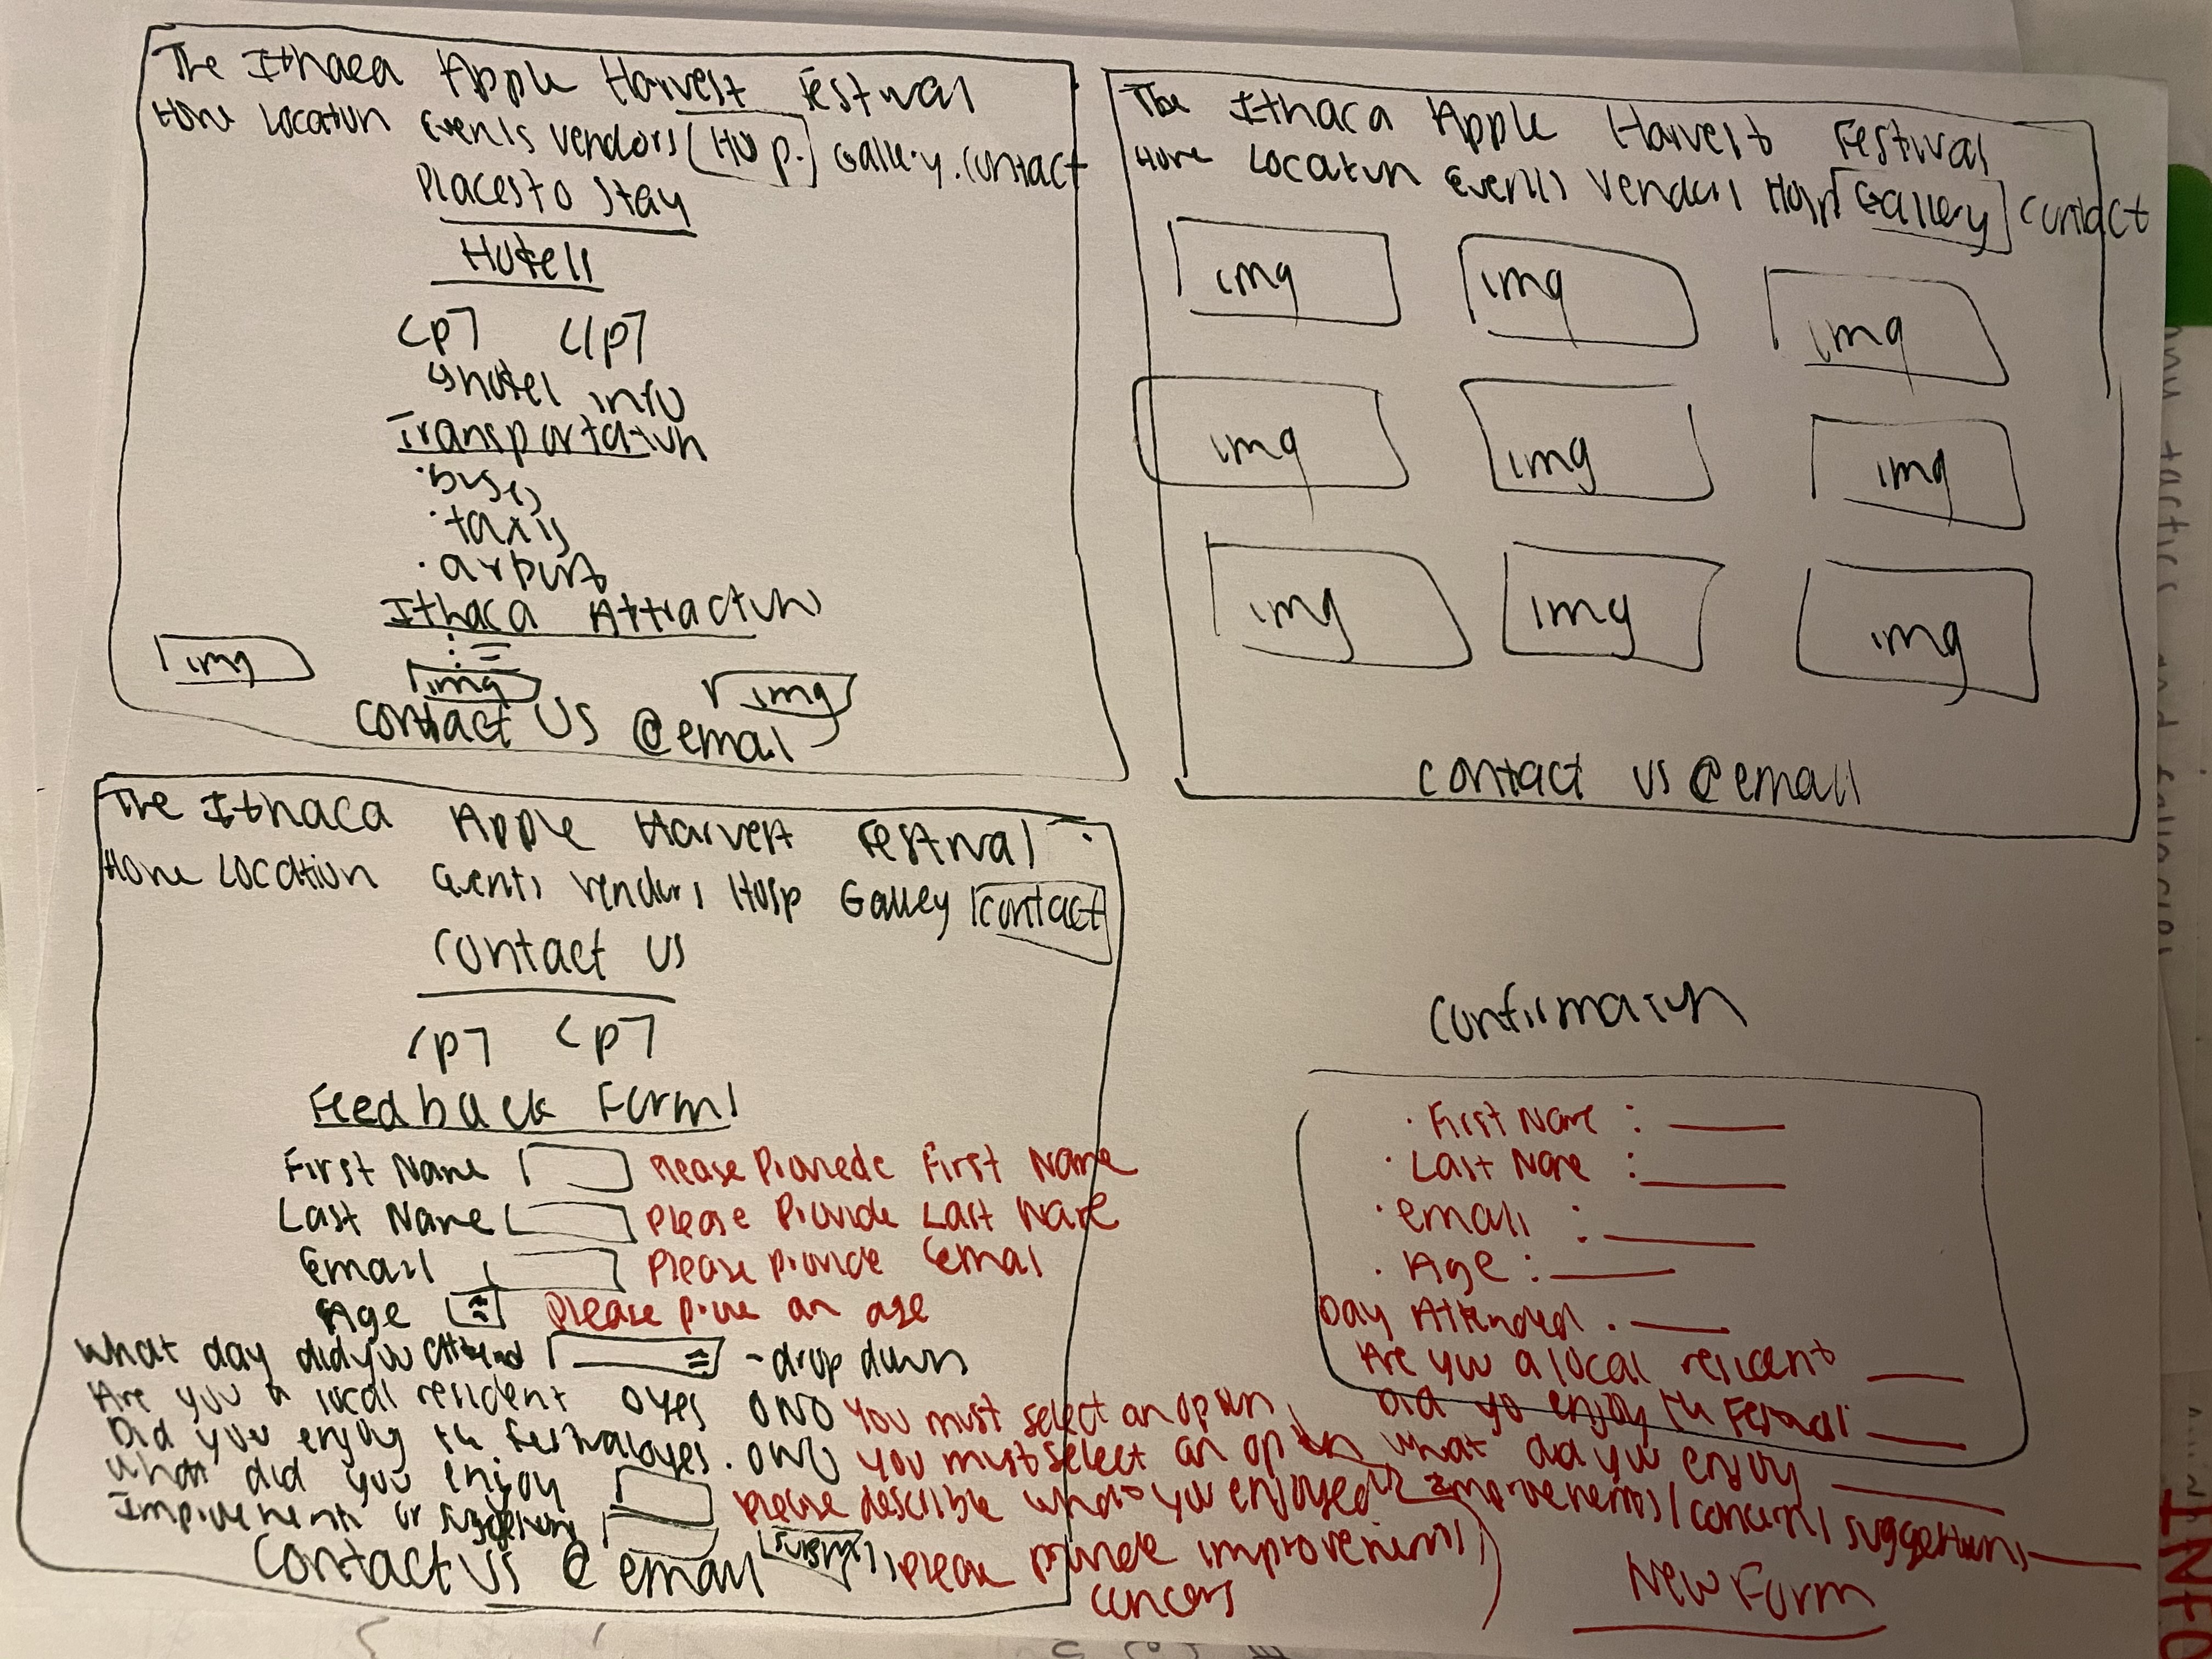 The Ithaca Apple Harvest Festival
Home Location Events Vendors Hosp. Gallery Contact
Places to Stay
Hotels
<p> </p>
hotel info
Transportation
· buses
· taxis
· airport
Ithaca Attraction
img
img
img
Contact Us @email
The Ithaca Apple Harvest Festival
Home Location Events Vendors Hosp Gallery Contact
img img img
img img img
img img img
contact us @email
The Ithaca Apple Harvest Festival
Home Location Events Vendors Hosp Gallery contact
Contact us
<p> <p>
Feedback Form!
First Name Please Provide First Name
Last Name Please Provide Last Name
Email Please provide Email
Age Please an age
What day did you attend - drop down
Are you a local resident o yes o NO You must select an option
Did you enjoy the festival o yes . o NO You must select an option
What did you enjoy Please describe what you enjoyed
Improvements or suggestions
Contact Us @ email Submit Please provide improvements/
concerns
Confirmation
· First Name :
· Last Name :
· email :
· Age :
Day Attended .
Are you a local resident
Did yo enjoy the Festival
What did you enjoy
Improvements/concerns/suggestions
New Form
INFO